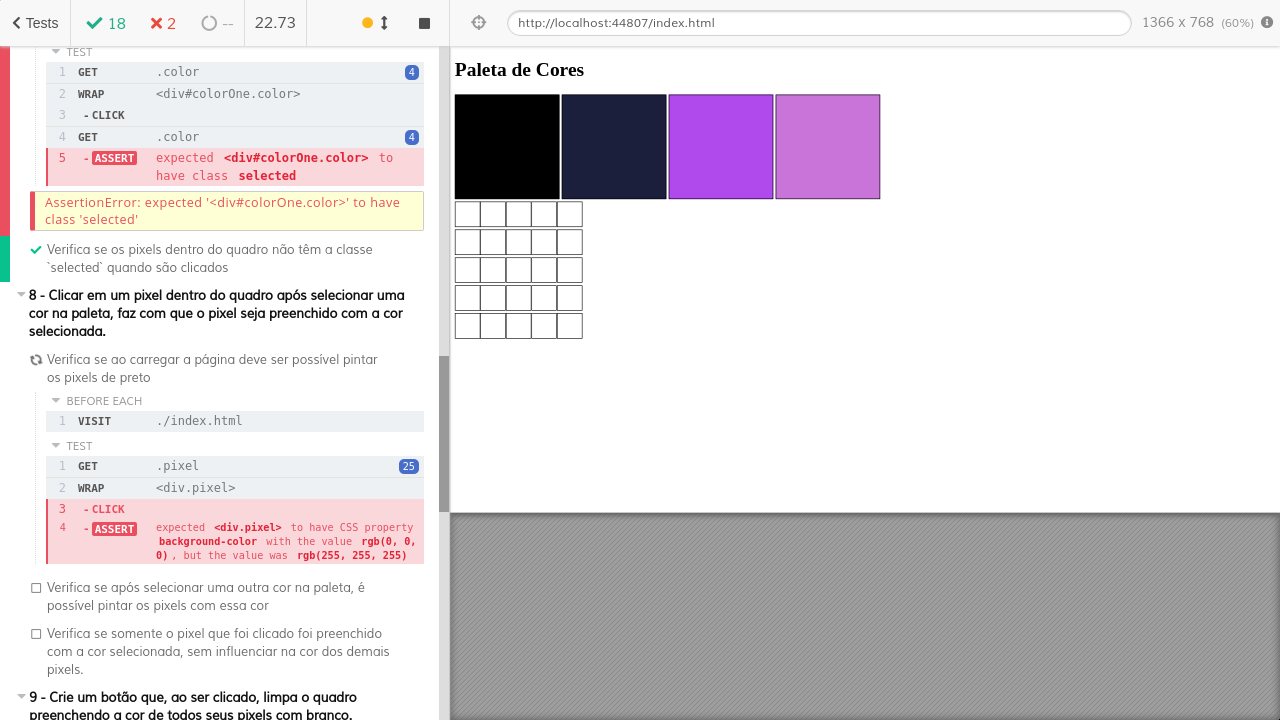 Tests 18 2 -- 22.73 http://localhost:44807/index.html 1366 x 768 (60%)
TEST
1 GET .color 4
2 WRAP <div#colorOne.color>
3 - CLICK
4 GET .color 4
5 - ASSERT expected <div#colorOne.color> to
have class selected
AssertionError: expected '<div#colorOne.color>' to have
class 'selected'
Verifica se os pixels dentro do quadro não têm a classe
`selected` quando são clicados
8 - Clicar em um pixel dentro do quadro após selecionar uma
cor na paleta, faz com que o pixel seja preenchido com a cor
selecionada.
Verifica se ao carregar a página deve ser possível pintar
os pixels de preto
BEFORE EACH
1 VISIT ./index.html
TEST
1 GET .pixel 25
2 WRAP <div.pixel>
3 - CLICK
4 - ASSERT expected <div.pixel> to have CSS property
background-color with the value rgb(0, 0,
0), but the value was rgb(255, 255, 255)
Verifica se após selecionar uma outra cor na paleta, é
possível pintar os pixels com essa cor
Verifica se somente o pixel que foi clicado foi preenchido
com a cor selecionada, sem influenciar na cor dos demais
pixels.
9 - Crie um botão que, ao ser clicado, limpa o quadro
preenchendo a cor de todos seus pixels com branco.
Paleta de Cores